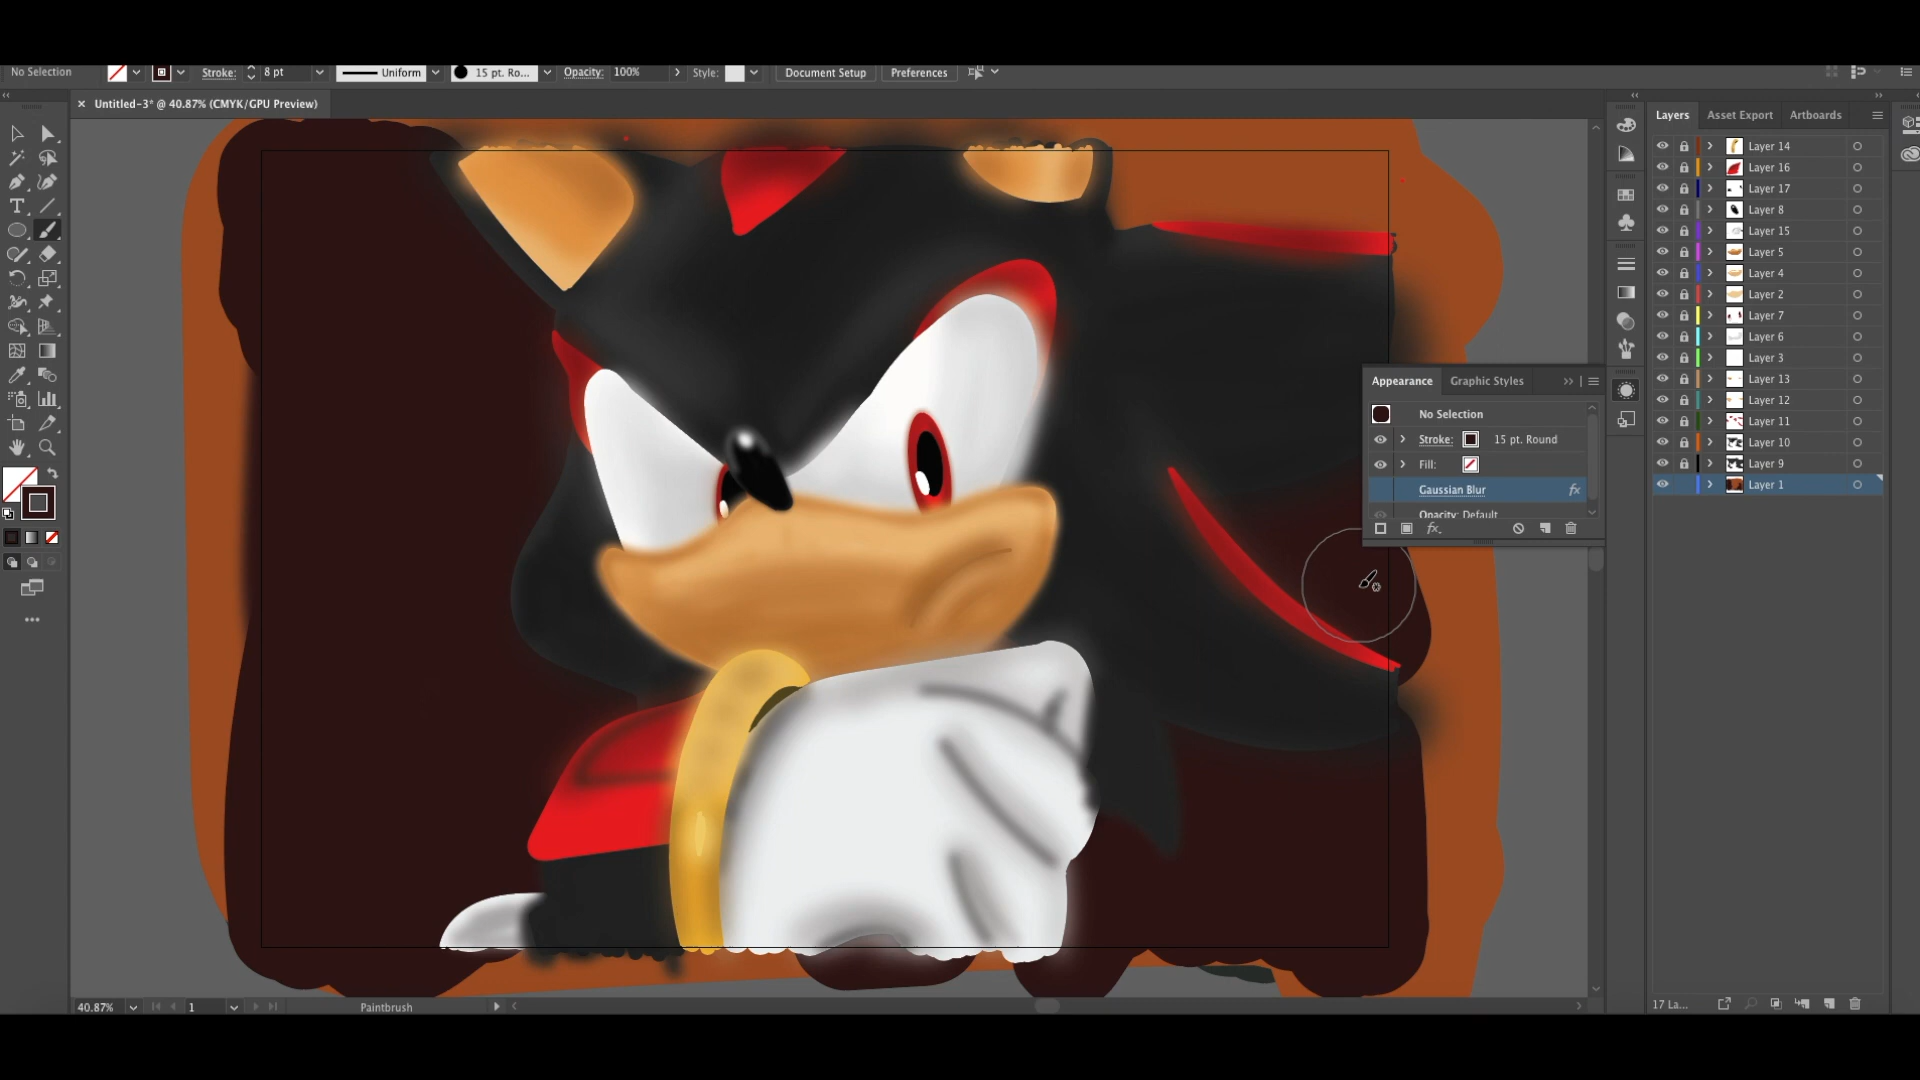 No Selection Stroke: 8 pt Uniform 15 pt. Ro... Opacity: 100% Style: Document Setup Preferences
× Untitled-3* @ 40.87% (CMYK/GPU Preview)
Layers Asset Export Artboards
Layer 14
Layer 16
Layer 17
Layer 8
Layer 15
Layer 5
Layer 4
Layer 2
Layer 7
Layer 6
Layer 3
Layer 13
Layer 12
Layer 11
Layer 10
Layer 9
Layer 1
Appearance Graphic Styles
No Selection
Stroke: 15 pt. Round
Fill:
Gaussian Blur fx
Opacity: Default
fx.
17 La...
40.87% 1 Paintbrush